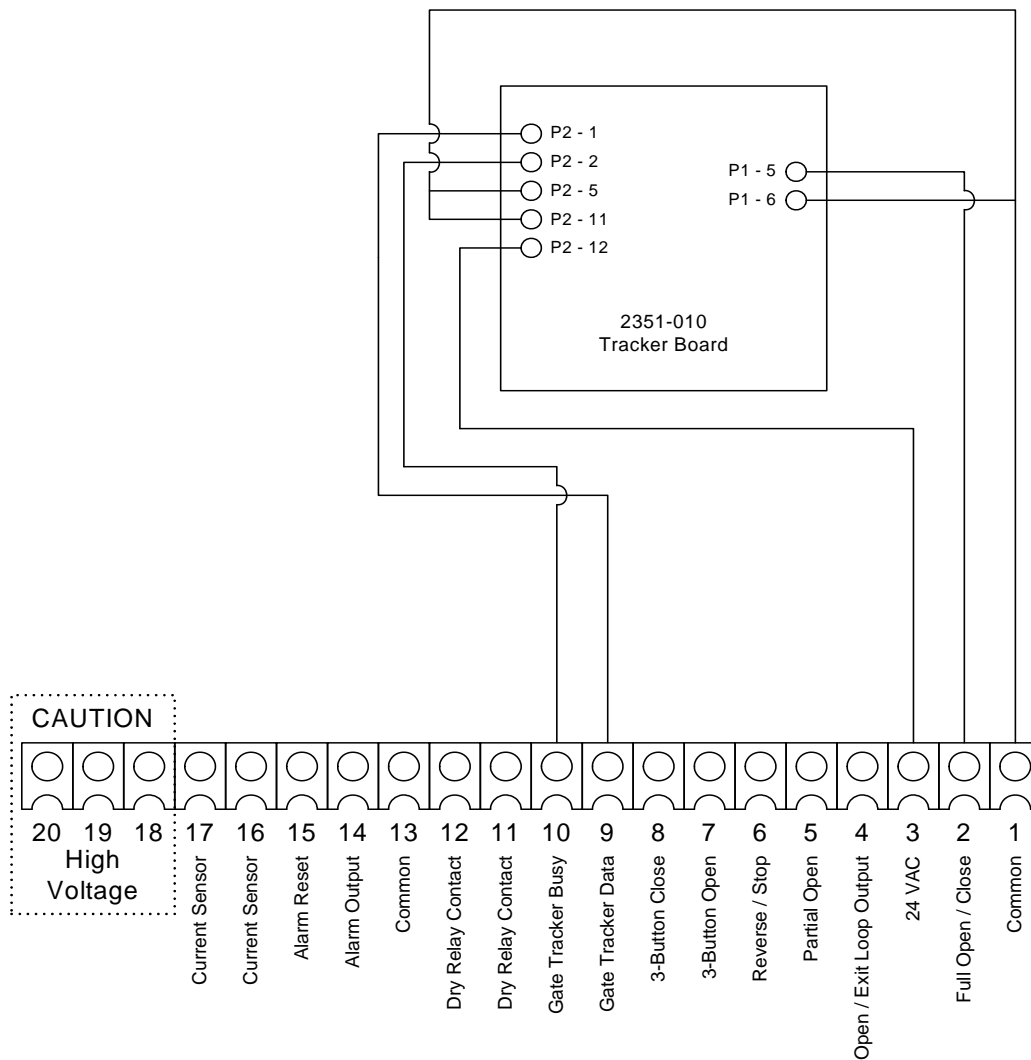 P2 - 1
P2 - 2
P2 - 5
P2 - 11
P2 - 12
P1 - 5
P1 - 6
2351-010
Tracker Board
CAUTION
20 19 18 17 16 15 14 13 12 11 10 9 8 7 6 5 4 3 2 1
High
Voltage
Current Sensor
Current Sensor
Alarm Reset
Alarm Output
Common
Dry Relay Contact
Dry Relay Contact
Gate Tracker Busy
Gate Tracker Data
3-Button Close
3-Button Open
Reverse / Stop
Partial Open
Open / Exit Loop Output
24 VAC
Full Open / Close
Common